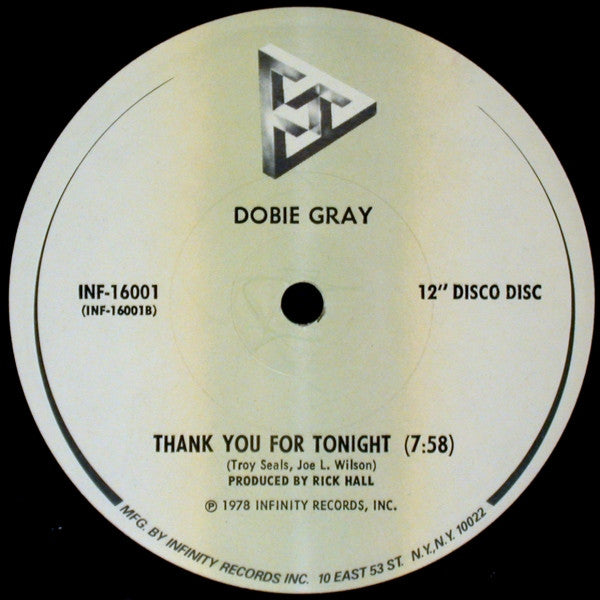 DOBIE GRAY
INF-16001
(INF-16001B)
12" DISCO DISC
THANK YOU FOR TONIGHT (7:58)
(Troy Seals, Joe L. Wilson)
PRODUCED BY RICK HALL
℗ 1978 INFINITY RECORDS, INC.
MFG. BY INFINITY RECORDS INC. 10 EAST 53 ST. N.Y., N.Y. 10022